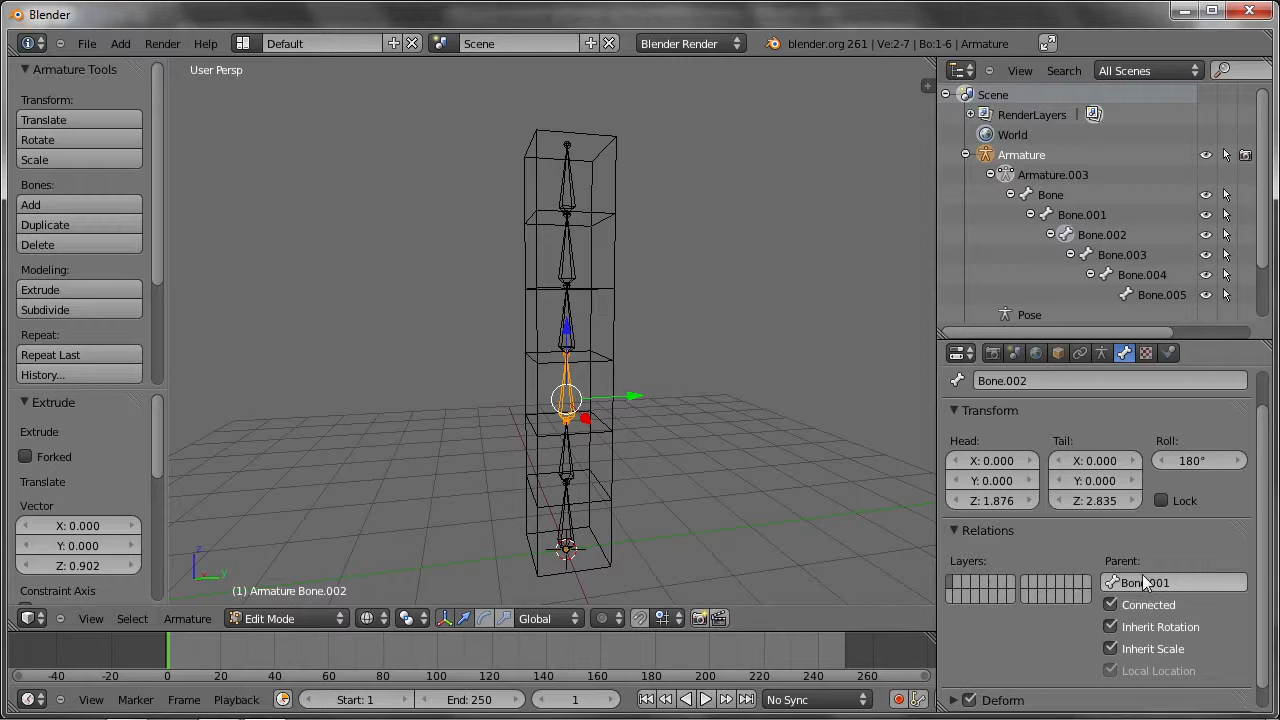 Blender
File Add Render Help Default Scene Blender Render blender.org 261 | Ve:2-7 | Bo:1-6 | Armature
Armature Tools
Transform:
Translate
Rotate
Scale
Bones:
Add
Duplicate
Delete
Modeling:
Extrude
Subdivide
Repeat:
Repeat Last
History...
Extrude
Extrude
Forked
Translate
Vector
X: 0.000
Y: 0.000
Z: 0.902
Constraint Axis
User Persp
z
y
(1) Armature Bone.002
View Select Armature Edit Mode Global
-40 -20 0 20 40 60 80 100 120 140 160 180 200 220 240 260 280
View Marker Frame Playback Start: 1 End: 250 1 No Sync
View Search All Scenes
Scene
RenderLayers |
World
Armature
Armature.003
Bone
Bone.001
Bone.002
Bone.003
Bone.004
Bone.005
Pose
Bone.002
Transform
Head: Tail: Roll:
X: 0.000 X: 0.000 180°
Y: 0.000 Y: 0.000
Z: 1.876 Z: 2.835 Lock
Relations
Layers: Parent:
Bone.001
Connected
Inherit Rotation
Inherit Scale
Local Location
Deform